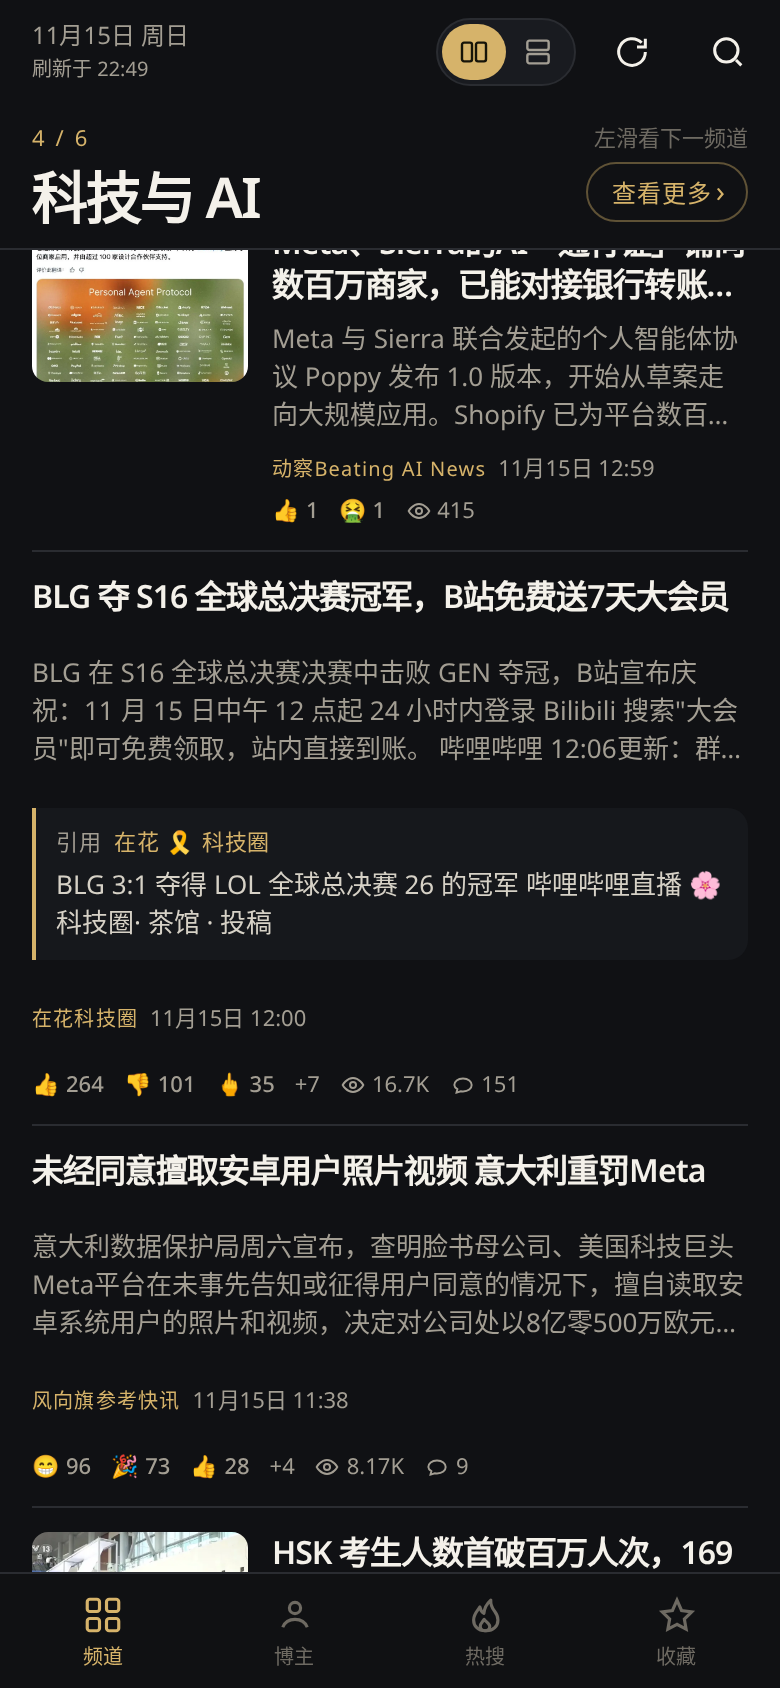 11月15日 周日
刷新于 22:49
4 / 6
左滑看下一频道
科技与 AI
查看更多 ›
Personal Agent Protocol
数百万商家，已能对接银行转账...
Meta 与 Sierra 联合发起的个人智能体协
议 Poppy 发布 1.0 版本，开始从草案走
向大规模应用。Shopify 已为平台数百...
动察Beating AI News 11月15日 12:59
👍 1 🤮 1 415
BLG 夺 S16 全球总决赛冠军，B站免费送7天大会员
BLG 在 S16 全球总决赛决赛中击败 GEN 夺冠，B站宣布庆
祝：11 月 15 日中午 12 点起 24 小时内登录 Bilibili 搜索"大会
员"即可免费领取，站内直接到账。 哔哩哔哩 12:06更新：群...
引用 在花 🎗️ 科技圈
BLG 3:1 夺得 LOL 全球总决赛 26 的冠军 哔哩哔哩直播 🌸
科技圈· 茶馆 · 投稿
在花科技圈 11月15日 12:00
👍 264 👎 101 🖕 35 +7 16.7K 151
未经同意擅取安卓用户照片视频 意大利重罚Meta
意大利数据保护局周六宣布，查明脸书母公司、美国科技巨头
Meta平台在未事先告知或征得用户同意的情况下，擅自读取安
卓系统用户的照片和视频，决定对公司处以8亿零500万欧元...
风向旗参考快讯 11月15日 11:38
😁 96 🎉 73 👍 28 +4 8.17K 9
HSK 考生人数首破百万人次，169
频道
博主
热搜
收藏